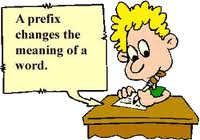 A prefix
changes the
meaning of a
word.